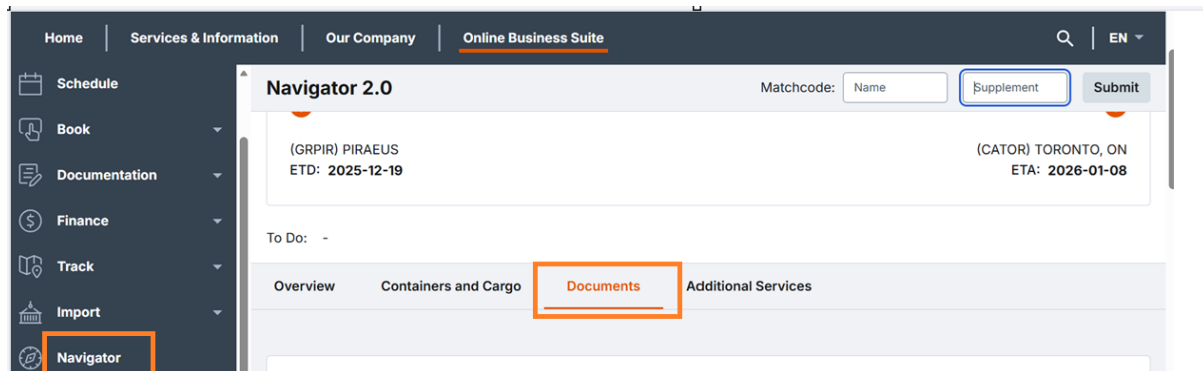 Home Services & Information Our Company Online Business Suite EN
Schedule
Book
Documentation
Finance
Track
Import
Navigator
Navigator 2.0 Matchcode: Name Supplement Submit
(GRPIR) PIRAEUS (CATOR) TORONTO, ON
ETD: 2025-12-19 ETA: 2026-01-08
To Do: -
Overview Containers and Cargo Documents Additional Services